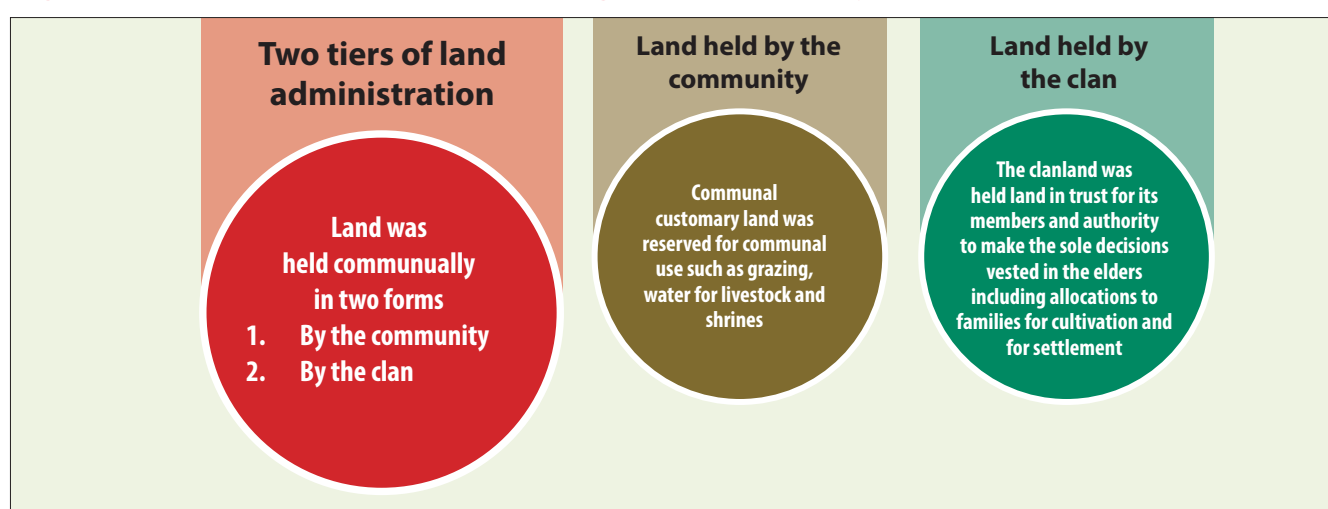 Two tiers of land
administration
Land was
held communually
in two forms
1. By the community
2. By the clan
Land held by the
community
Communal
customary land was
reserved for communal
use such as grazing,
water for livestock and
shrines
Land held by
the clan
The clanland was
held land in trust for its
members and authority
to make the sole decisions
vested in the elders
including allocations to
families for cultivation and
for settlement